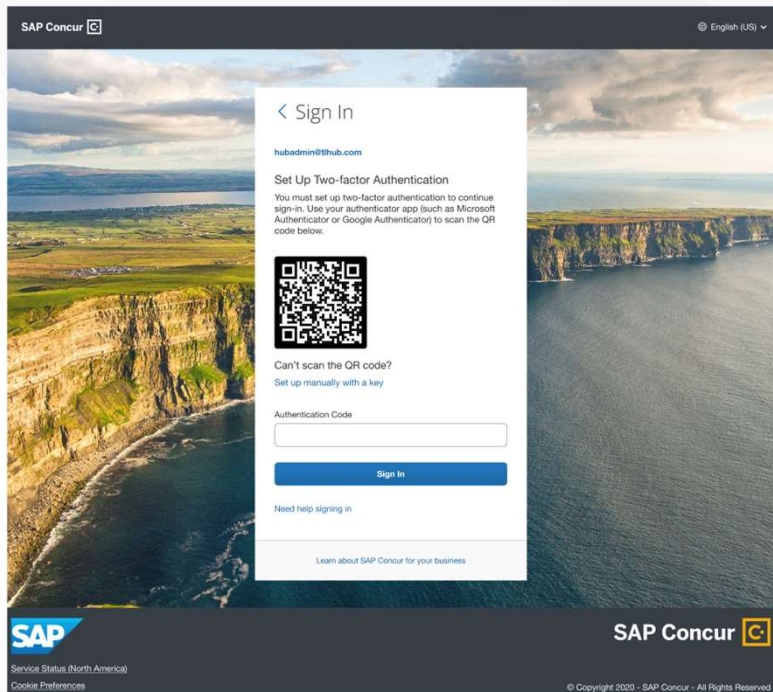 SAP Concur C
English (US)
Sign In
hubadmin@tlhub.com
Set Up Two-factor Authentication
You must set up two-factor authentication to continue
sign-in. Use your authenticator app (such as Microsoft
Authenticator or Google Authenticator) to scan the QR
code below.
Can't scan the QR code?
Set up manually with a key
Authentication Code
Sign In
Need help signing in
Learn about SAP Concur for your business
SAP
SAP Concur C
Service Status (North America)
Cookie Preferences
© Copyright 2020 - SAP Concur - All Rights Reserved